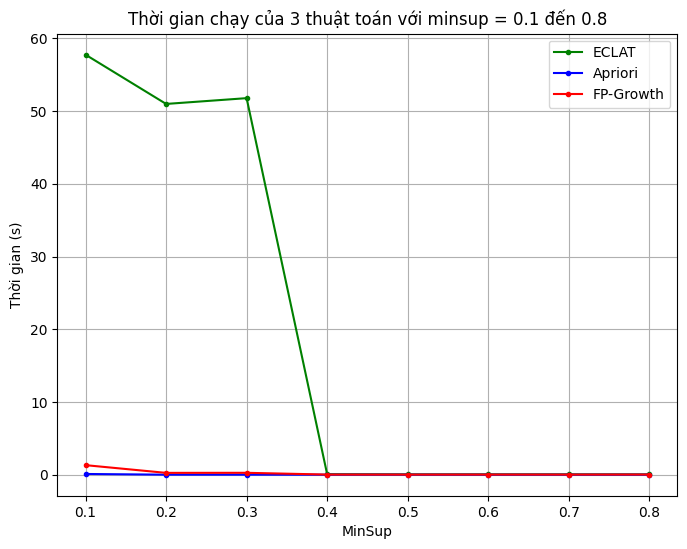 Thời gian chạy của 3 thuật toán với minsup = 0.1 đến 0.8
ECLAT
Apriori
FP-Growth
Thời gian (s)
60
50
40
30
20
10
0
0.1 0.2 0.3 0.4 0.5 0.6 0.7 0.8
MinSup